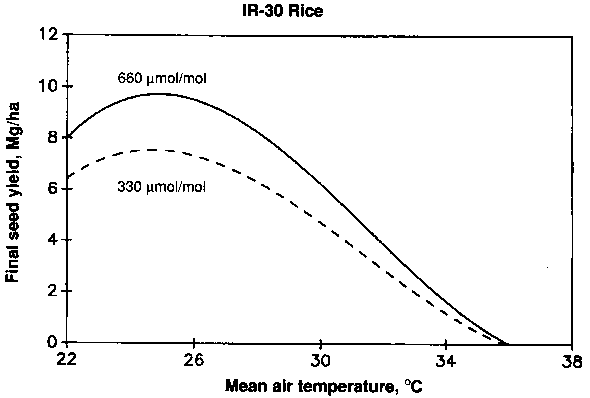 IR-30 Rice
12
10
8
6
4
2
0
Final seed yield, Mg/ha
660 µmol/mol
330 µmol/mol
22 26 30 34 38
Mean air temperature, °C